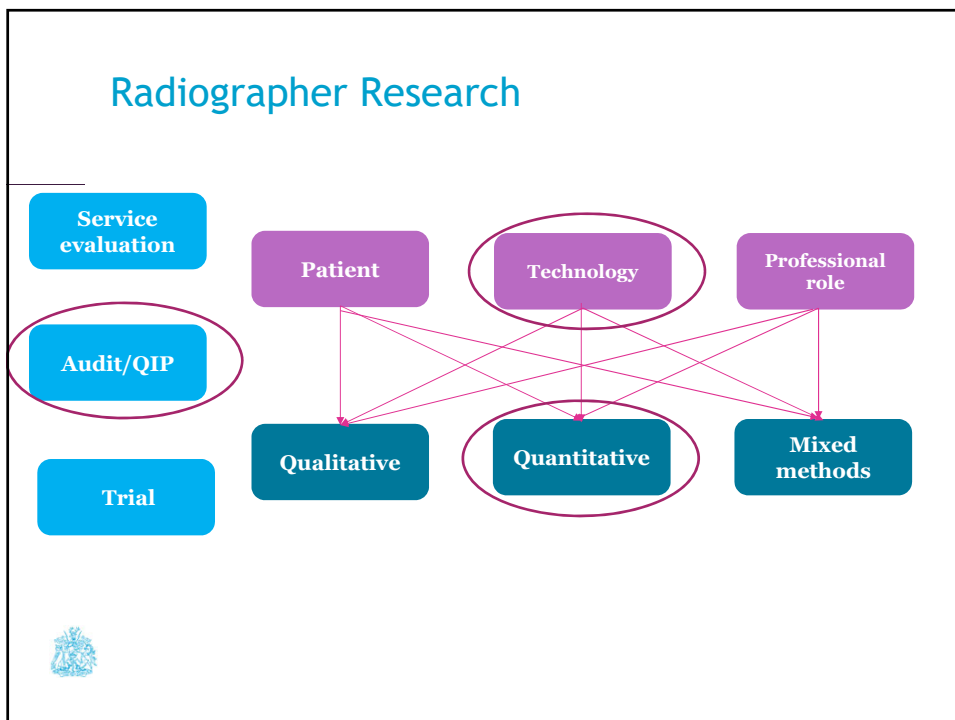 Radiographer Research
Service
evaluation
Patient
Technology
Professional
role
Audit/QIP
Qualitative
Quantitative
Mixed
methods
Trial